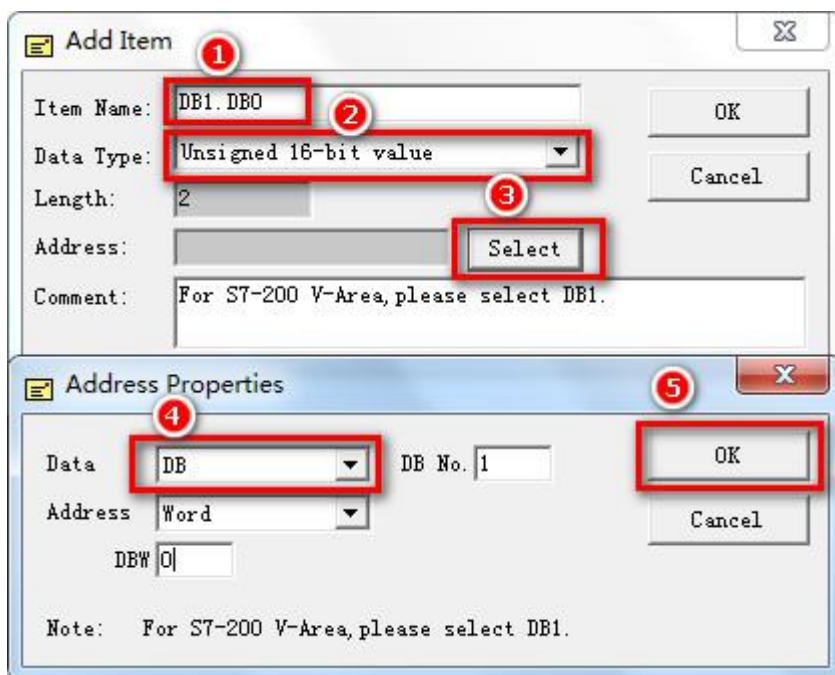 Add Item
1
Item Name: DB1.DB0
2
OK
Data Type: Unsigned 16-bit value
Cancel
Length: 2
3
Address: Select
Comment: For S7-200 V-Area,please select DB1.
Address Properties
5
4
Data DB DB No. 1 OK
Address Word Cancel
DBW 0
Note: For S7-200 V-Area,please select DB1.